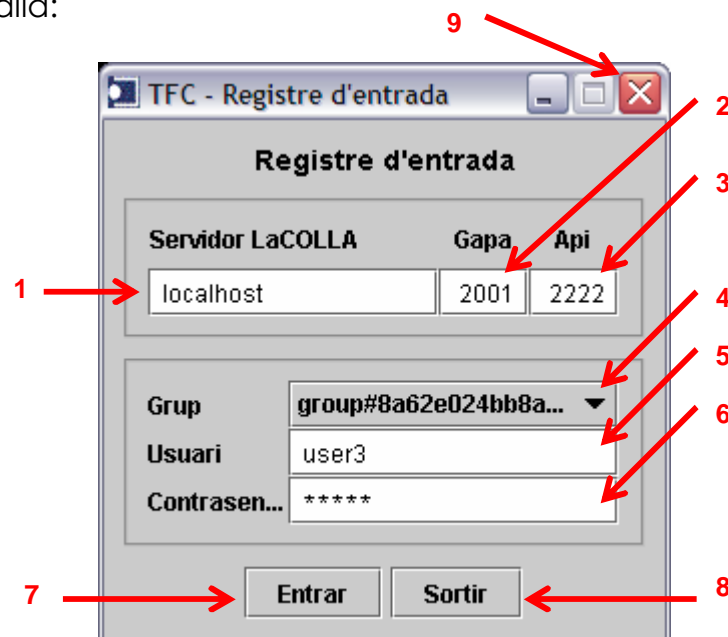 9
TFC - Registre d'entrada
2
Registre d'entrada
3
Servidor LaCOLLA Gapa Api
1 localhost 2001 2222
4
5
Grup group#8a62e024bb8a...
6
Usuari user3
Contrasen... *****
7 Entrar Sortir 8